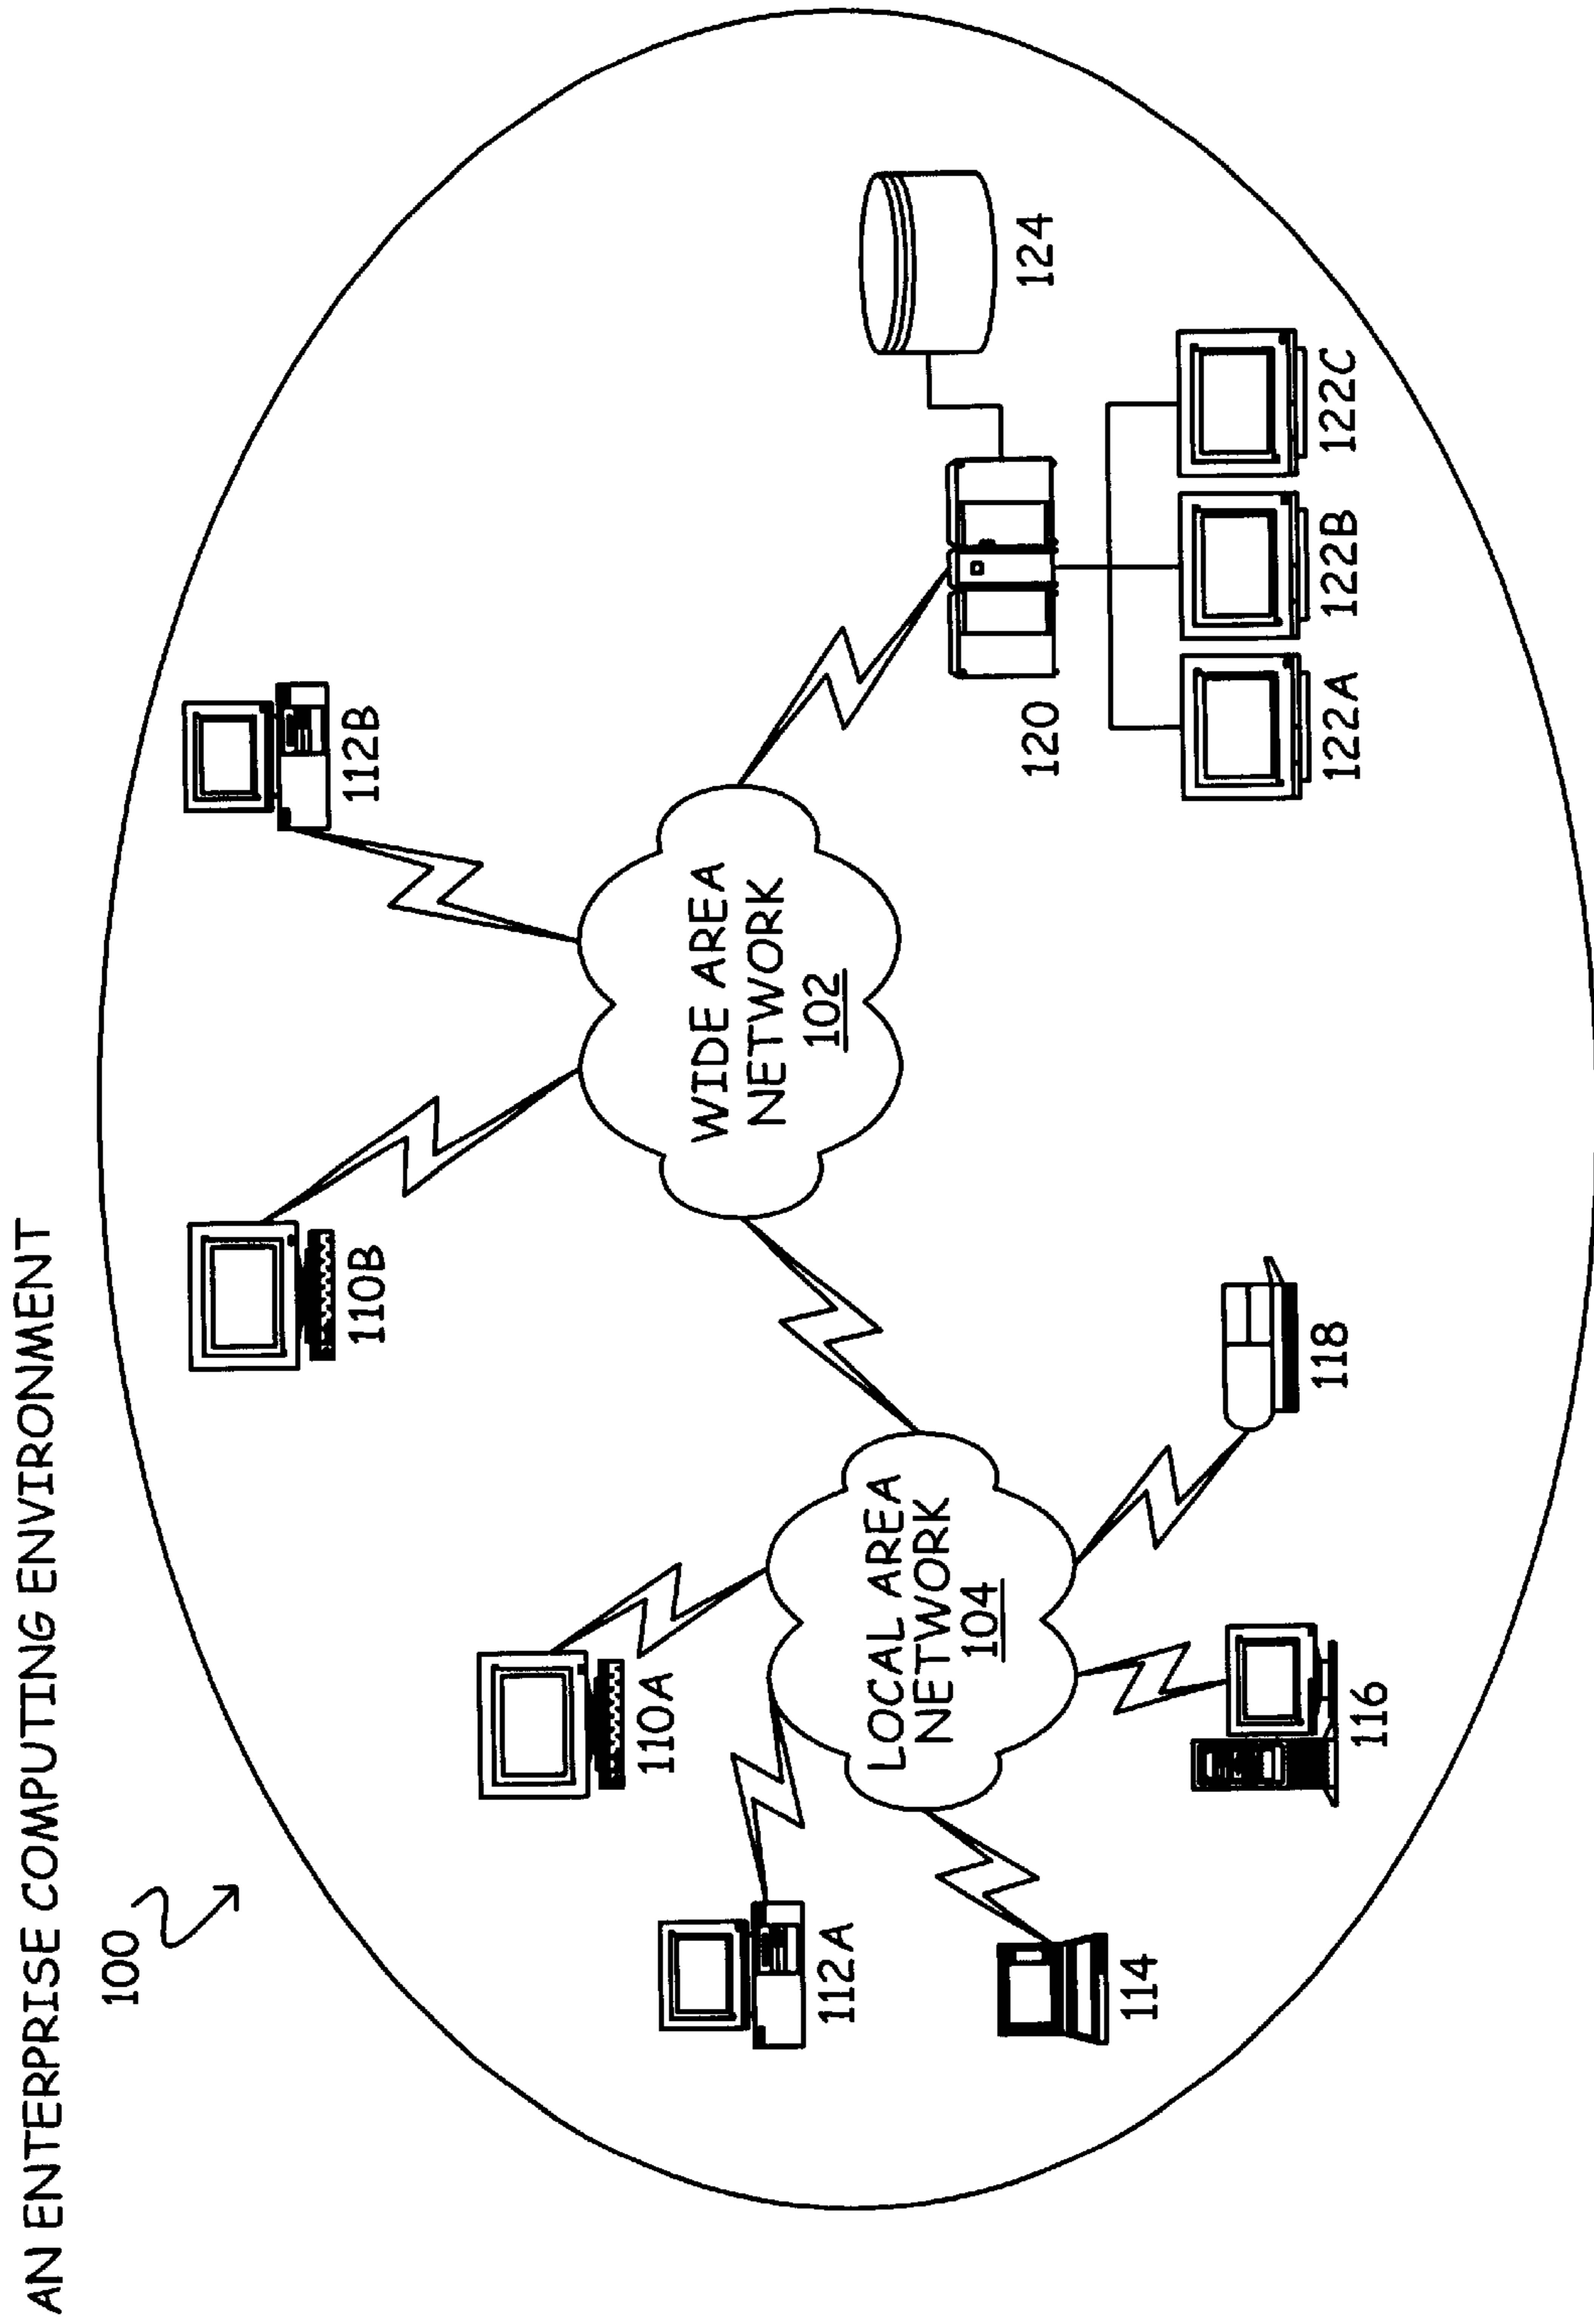 AN ENTERPRISE COMPUTING ENVIRONMENT
100
110B
112B
110A
112A
WIDE AREA
NETWORK
102
LOCAL AREA
NETWORK
104
124
120
114
116
118
122A
122B
122C